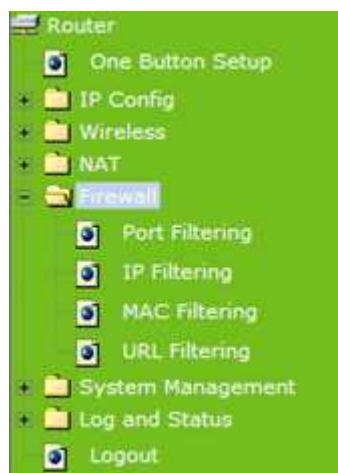 Router
One Button Setup
IP Config
Wireless
NAT
Firewall
Port Filtering
IP Filtering
MAC Filtering
URL Filtering
System Management
Log and Status
Logout